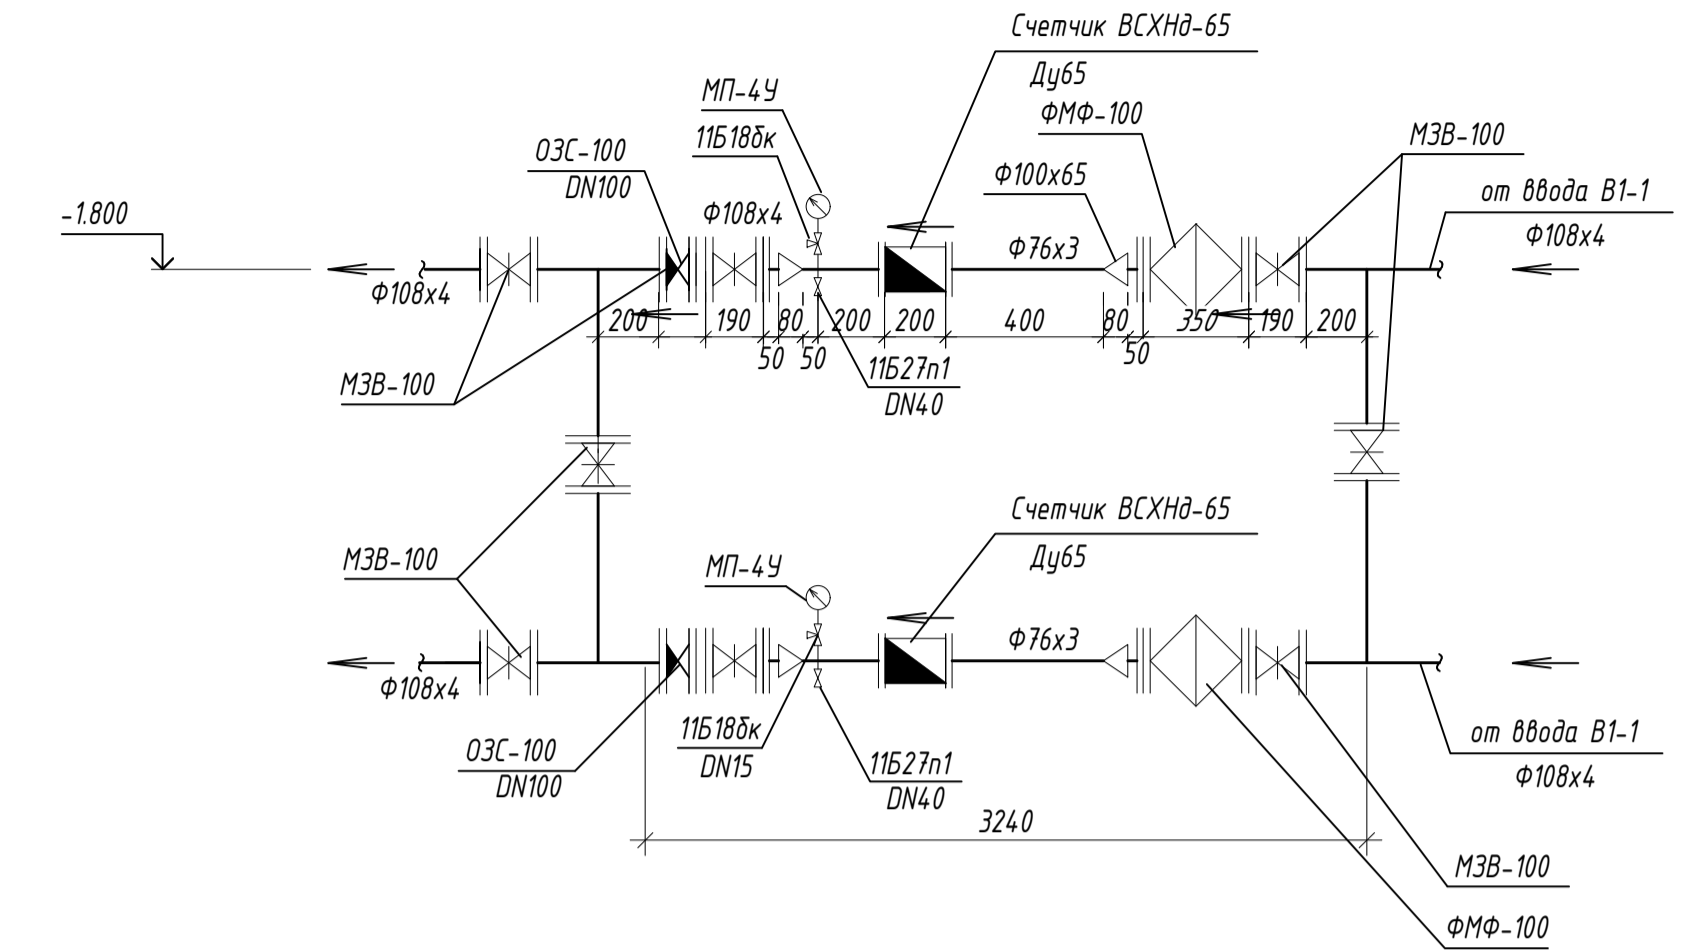 Счетчик ВСХНд-65
Ду65
МП-4У
ФМФ-100
11Б18бк
МЗВ-100
ОЗС-100
DN100
Ф100х65
от ввода В1-1
-1.800
Ф108х4
Ф76х3
Ф108х4
Ф108х4
200
190
80
200
200
400
80
350
190
200
50
50
50
11Б27п1
DN40
МЗВ-100
Счетчик ВСХНд-65
Ду65
МЗВ-100
МП-4У
Ф76х3
Ф108х4
11Б18бк
DN15
от ввода В1-1
Ф108х4
ОЗС-100
DN100
11Б27п1
DN40
3240
МЗВ-100
ФМФ-100